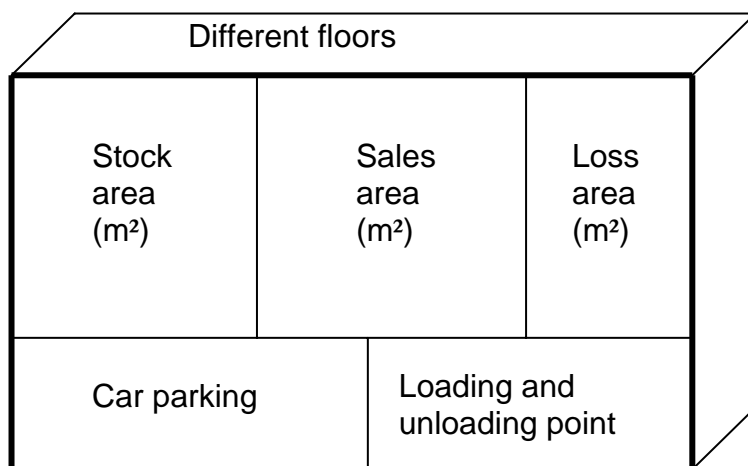 Different floors
Stock
area
(m²)
Sales
area
(m²)
Loss
area
(m²)
Car parking
Loading and
unloading point